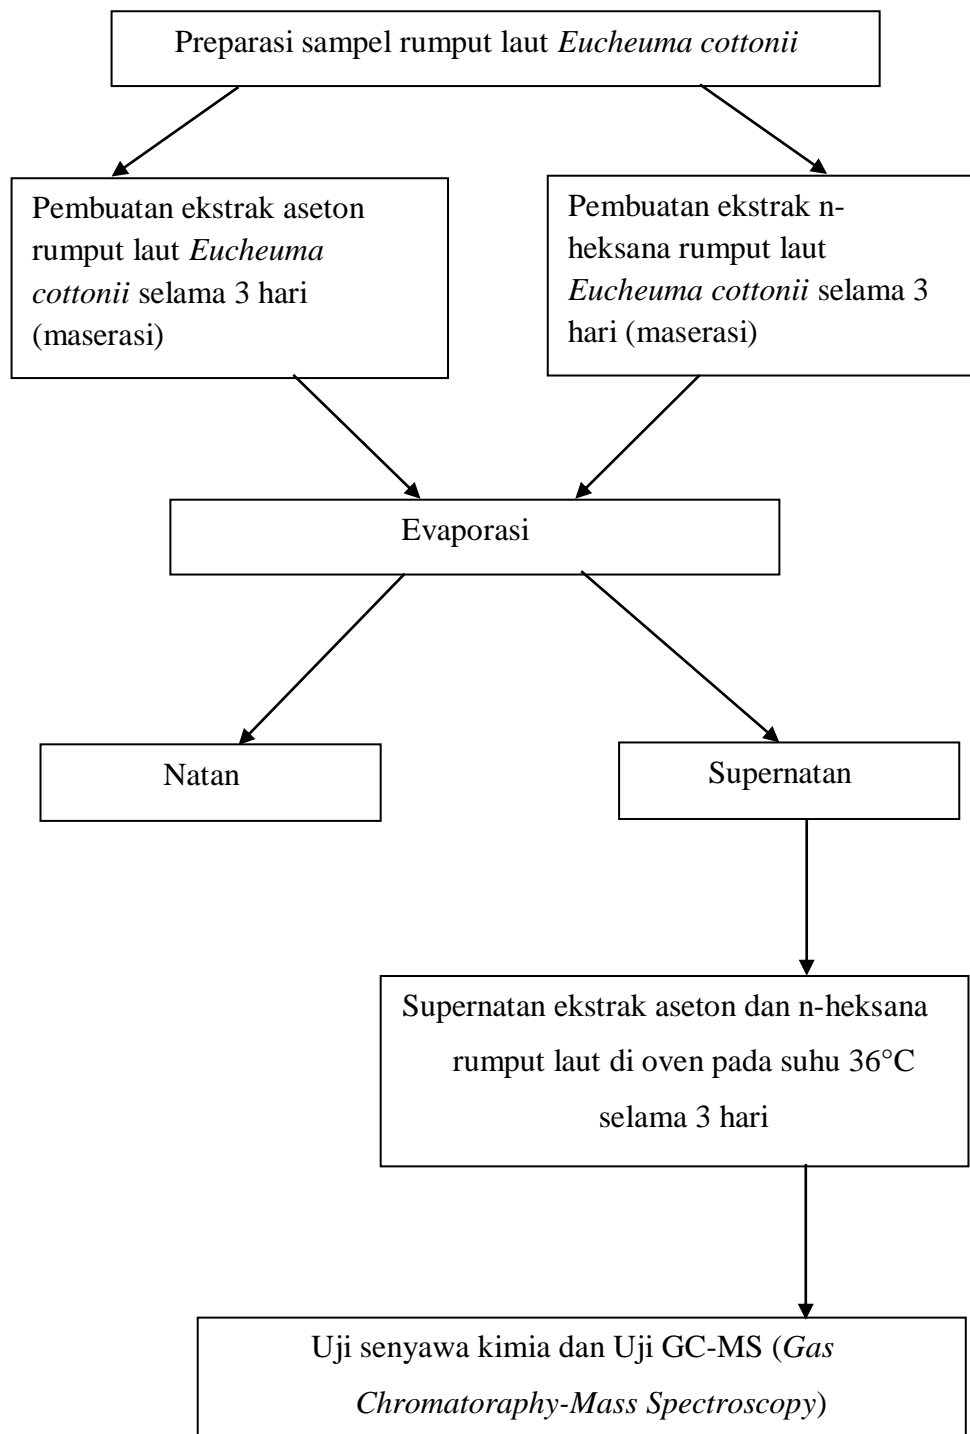 Preparasi sampel rumput laut Eucheuma cottonii
Pembuatan ekstrak aseton
rumput laut Eucheuma
cottonii selama 3 hari
(maserasi)
Pembuatan ekstrak n-
heksana rumput laut
Eucheuma cottonii selama 3
hari (maserasi)
Evaporasi
Natan
Supernatan
Supernatan ekstrak aseton dan n-heksana
rumput laut di oven pada suhu 36°C
selama 3 hari
Uji senyawa kimia dan Uji GC-MS (Gas
Chromatoraphy-Mass Spectroscopy)